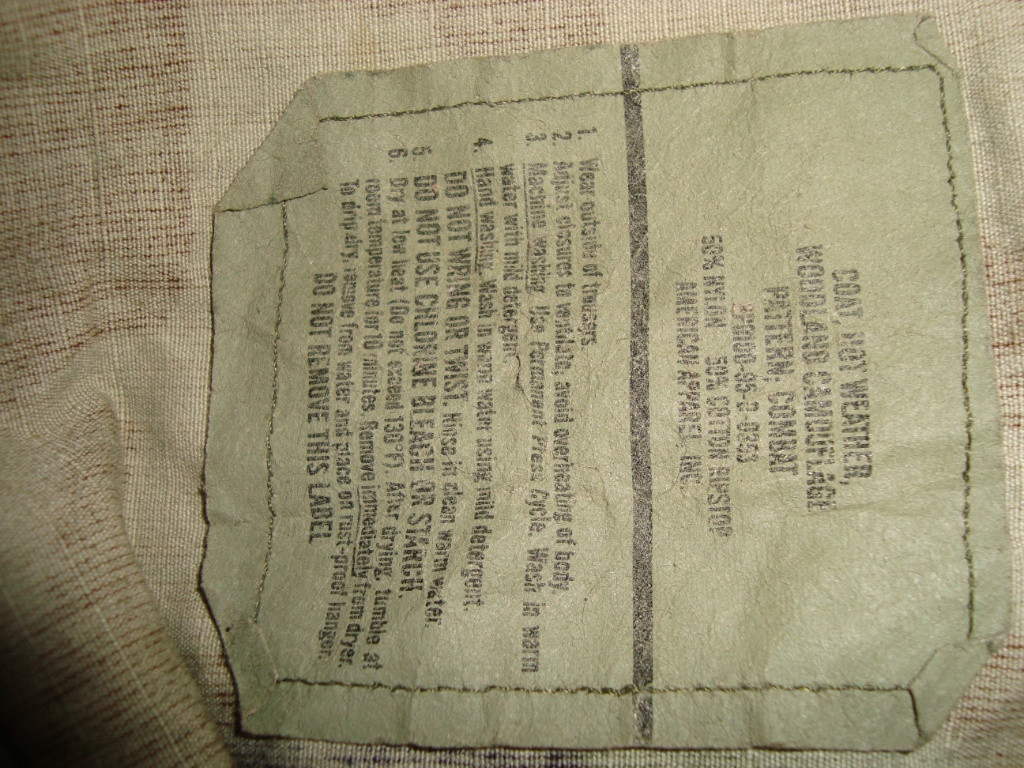 COAT, HOT WEATHER,
WOODLAND CAMOUFLAGE
PATTERN, COMBAT
50% NYLON 50% COTTON RIPSTOP
AMERICAN APPAREL, INC.
1. Wear outside of trousers.
2. Adjust closures to ventilate, avoid overheating of body.
3. Machine washing. Use Permanent Press Cycle. Wash in warm
water with mild detergent.
4. Hand washing. Wash in warm water using mild detergent.
DO NOT WRING OR TWIST. Rinse in clean warm water.
5. DO NOT USE CHLORINE BLEACH OR STARCH.
6. Dry at low heat (Do not exceed 130°F). After drying, tumble at
room temperature for 10 minutes. Remove immediately from dryer.
To drip dry, remove from water and place on rust-proof hanger.
DO NOT REMOVE THIS LABEL